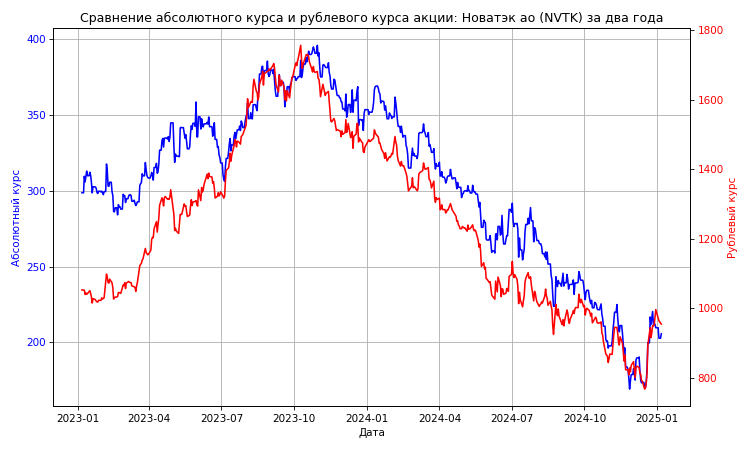 Сравнение абсолютного курса и рублевого курса акции: Новатэк ао (NVTK) за два года
400
350
300
250
200
Абсолютный курс
1800
1600
1400
1200
1000
800
Рублевый курс
2023-01 2023-04 2023-07 2023-10 2024-01 2024-04 2024-07 2024-10 2025-01
Дата